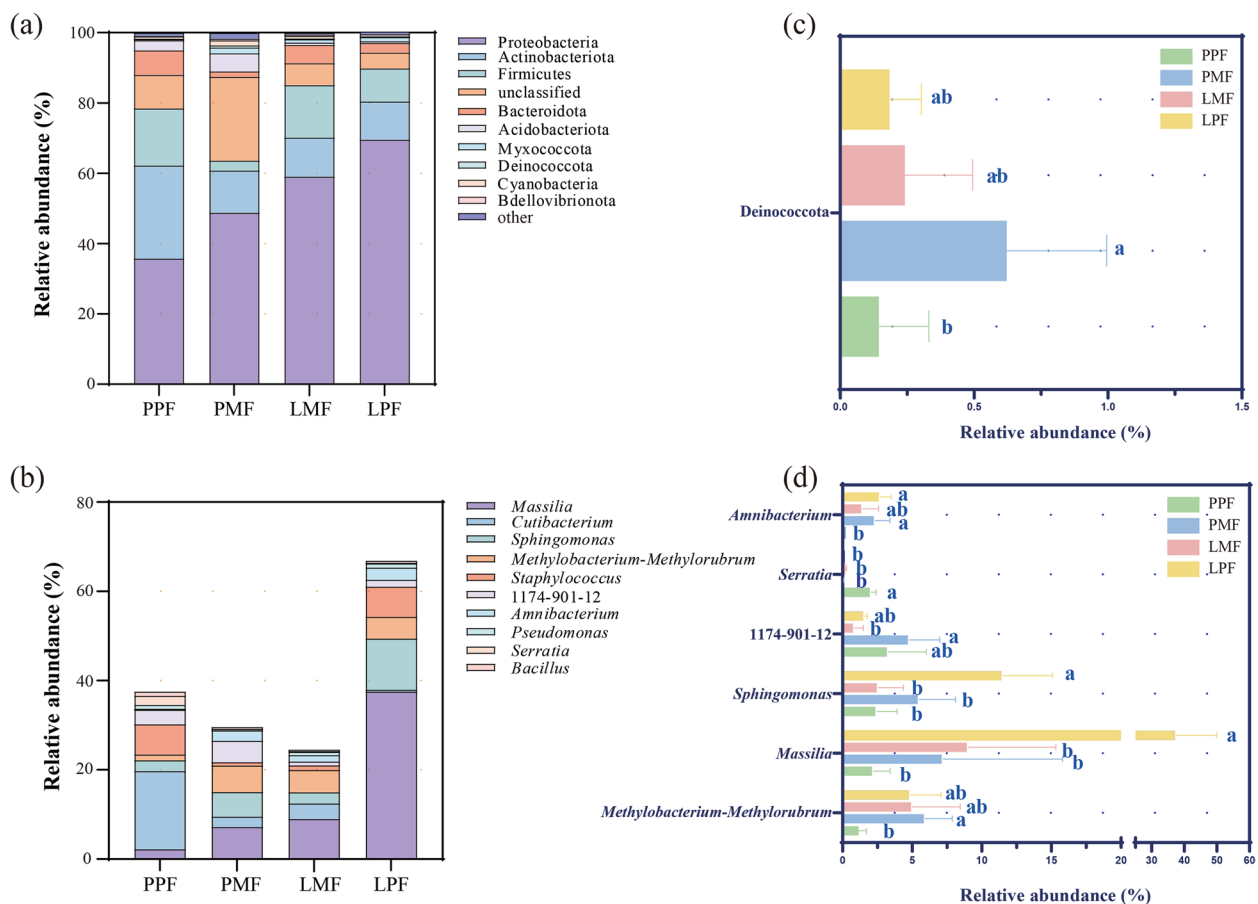 (a)
Relative abundance (%)
100
80
60
40
20
0
PPF PMF LMF LPF
Proteobacteria
Actinobacteriota
Firmicutes
unclassified
Bacteroidota
Acidobacteriota
Myxococcota
Deinococcota
Cyanobacteria
Bdellovibrionota
other
(c)
PPF
PMF
LMF
LPF
ab
ab
a
b
Deinococcota
0.0 0.5 1.0 1.5
Relative abundance (%)
(b)
Relative abundance (%)
80
60
40
20
0
PPF PMF LMF LPF
Massilia
Cutibacterium
Sphingomonas
Methylobacterium-Methylorubrum
Staphylococcus
1174-901-12
Amnibacterium
Pseudomonas
Serratia
Bacillus
(d)
PPF
PMF
LMF
LPF
Amnibacterium
a
ab
a
b
Serratia
b
b
b
a
1174-901-12
ab
b
a
ab
Sphingomonas
a
b
b
b
Massilia
a
b
b
b
Methylobacterium-Methylorubrum
ab
ab
a
b
0 5 10 15 20 30 40 50 60
Relative abundance (%)